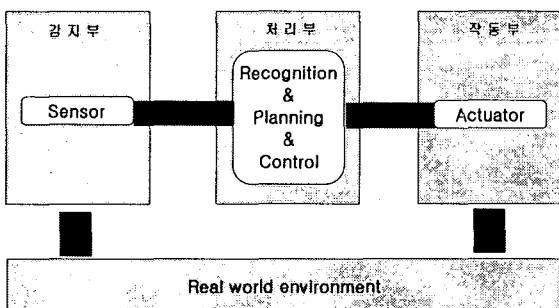 감 지 부
처 리 부
작 동 부
Sensor
Recognition
&
Planning
&
Control
Actuator
Real world environment